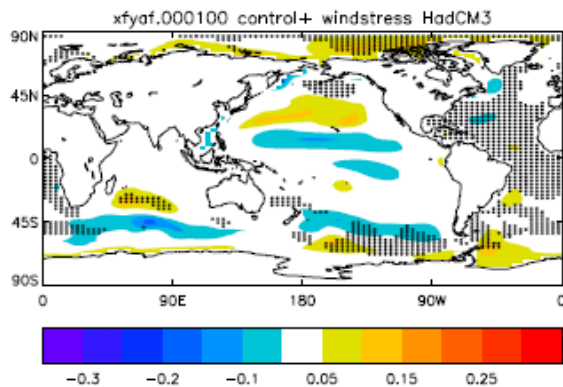 xfyaf.000100 control+ windstress HadCM3
90N
45N
0
45S
90S
0 90E 180 90W 0
-0.3 -0.2 -0.1 0.05 0.15 0.25